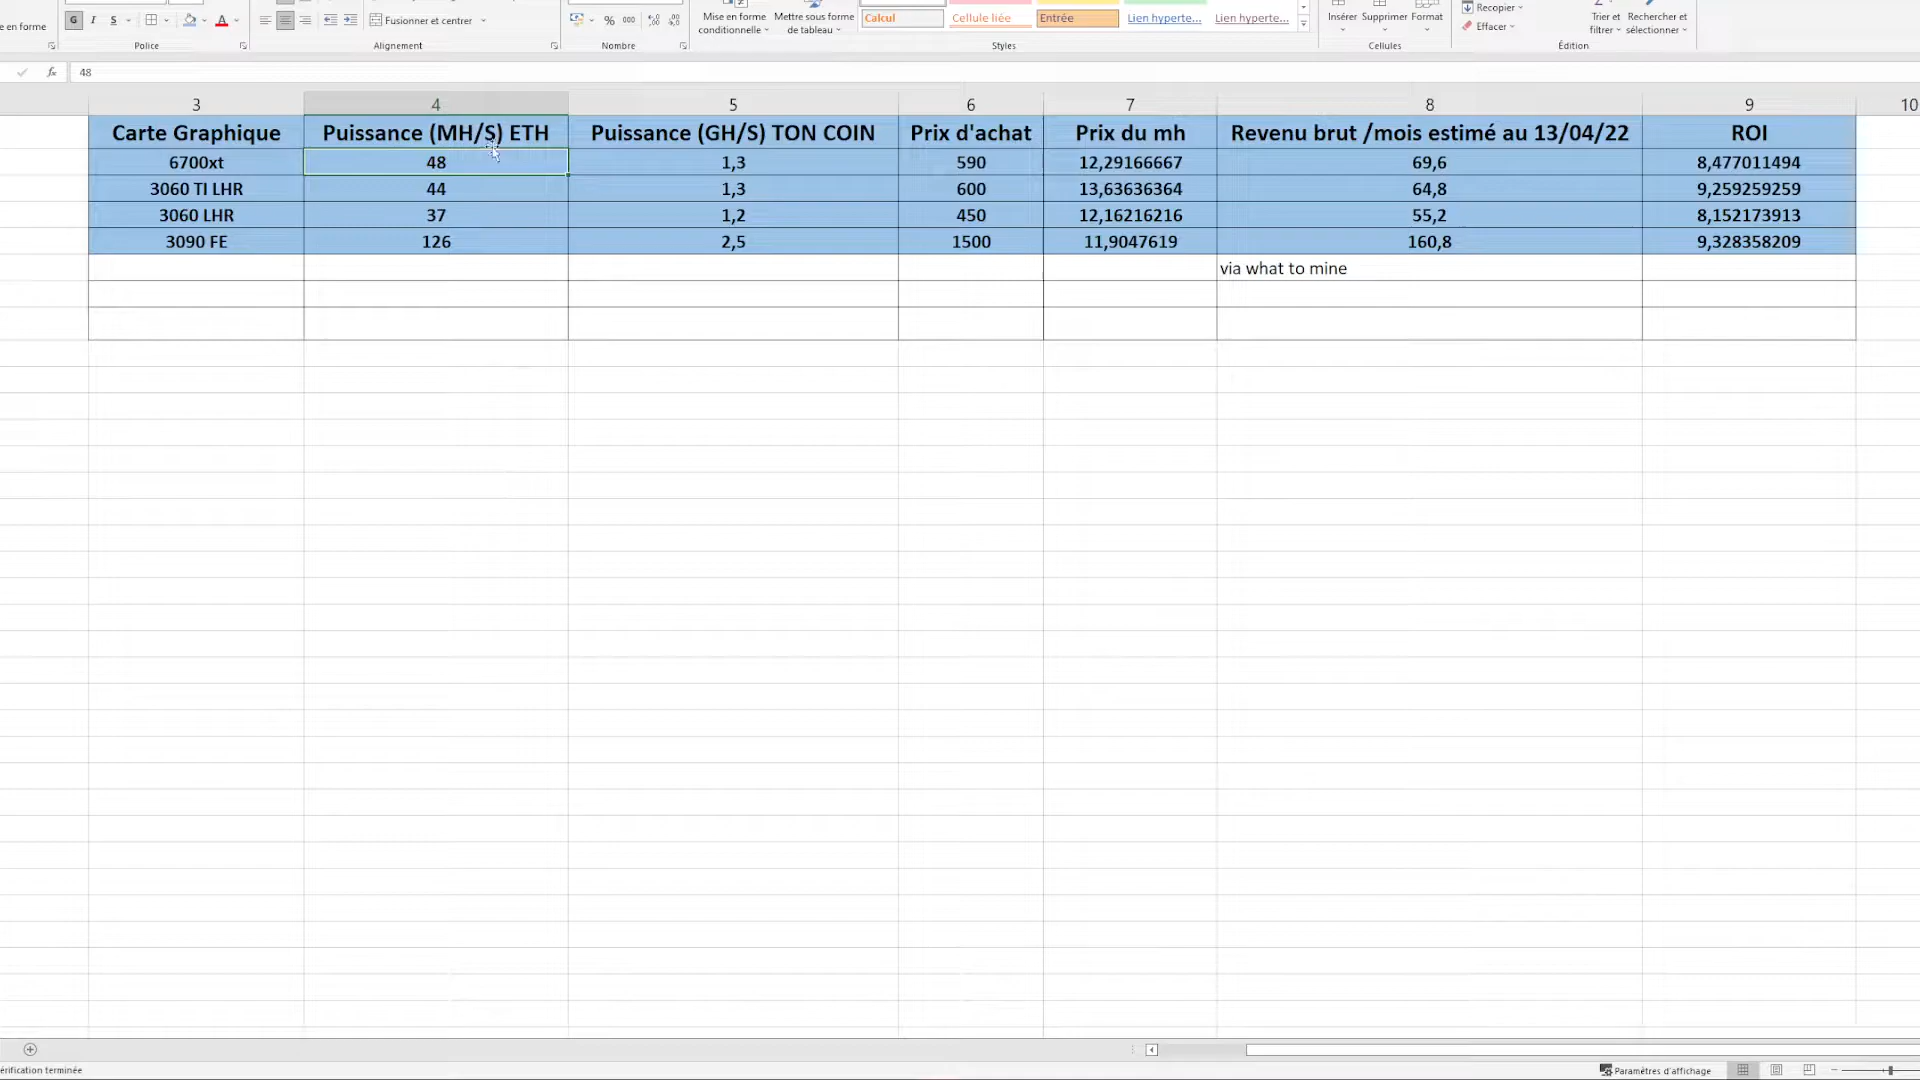 e en forme
G I S
Fusionner et centrer
% 000
Mise en forme conditionnelle
Mettre sous forme de tableau
Calcul
Cellule liée
Entrée
Lien hyperte...
Lien hyperte...
Insérer
Supprimer
Format
Recopier
Effacer
Trier et filtrer
Rechercher et sélectionner
Police
Alignement
Nombre
Styles
Cellules
Édition
fx 48
3 4 5 6 7 8 9 10
Carte Graphique Puissance (MH/S) ETH Puissance (GH/S) TON COIN Prix d'achat Prix du mh Revenu brut /mois estimé au 13/04/22 ROI
6700xt 48 1,3 590 12,29166667 69,6 8,477011494
3060 TI LHR 44 1,3 600 13,63636364 64,8 9,259259259
3060 LHR 37 1,2 450 12,16216216 55,2 8,152173913
3090 FE 126 2,5 1500 11,9047619 160,8 9,328358209
via what to mine
érification terminée
Paramètres d'affichage